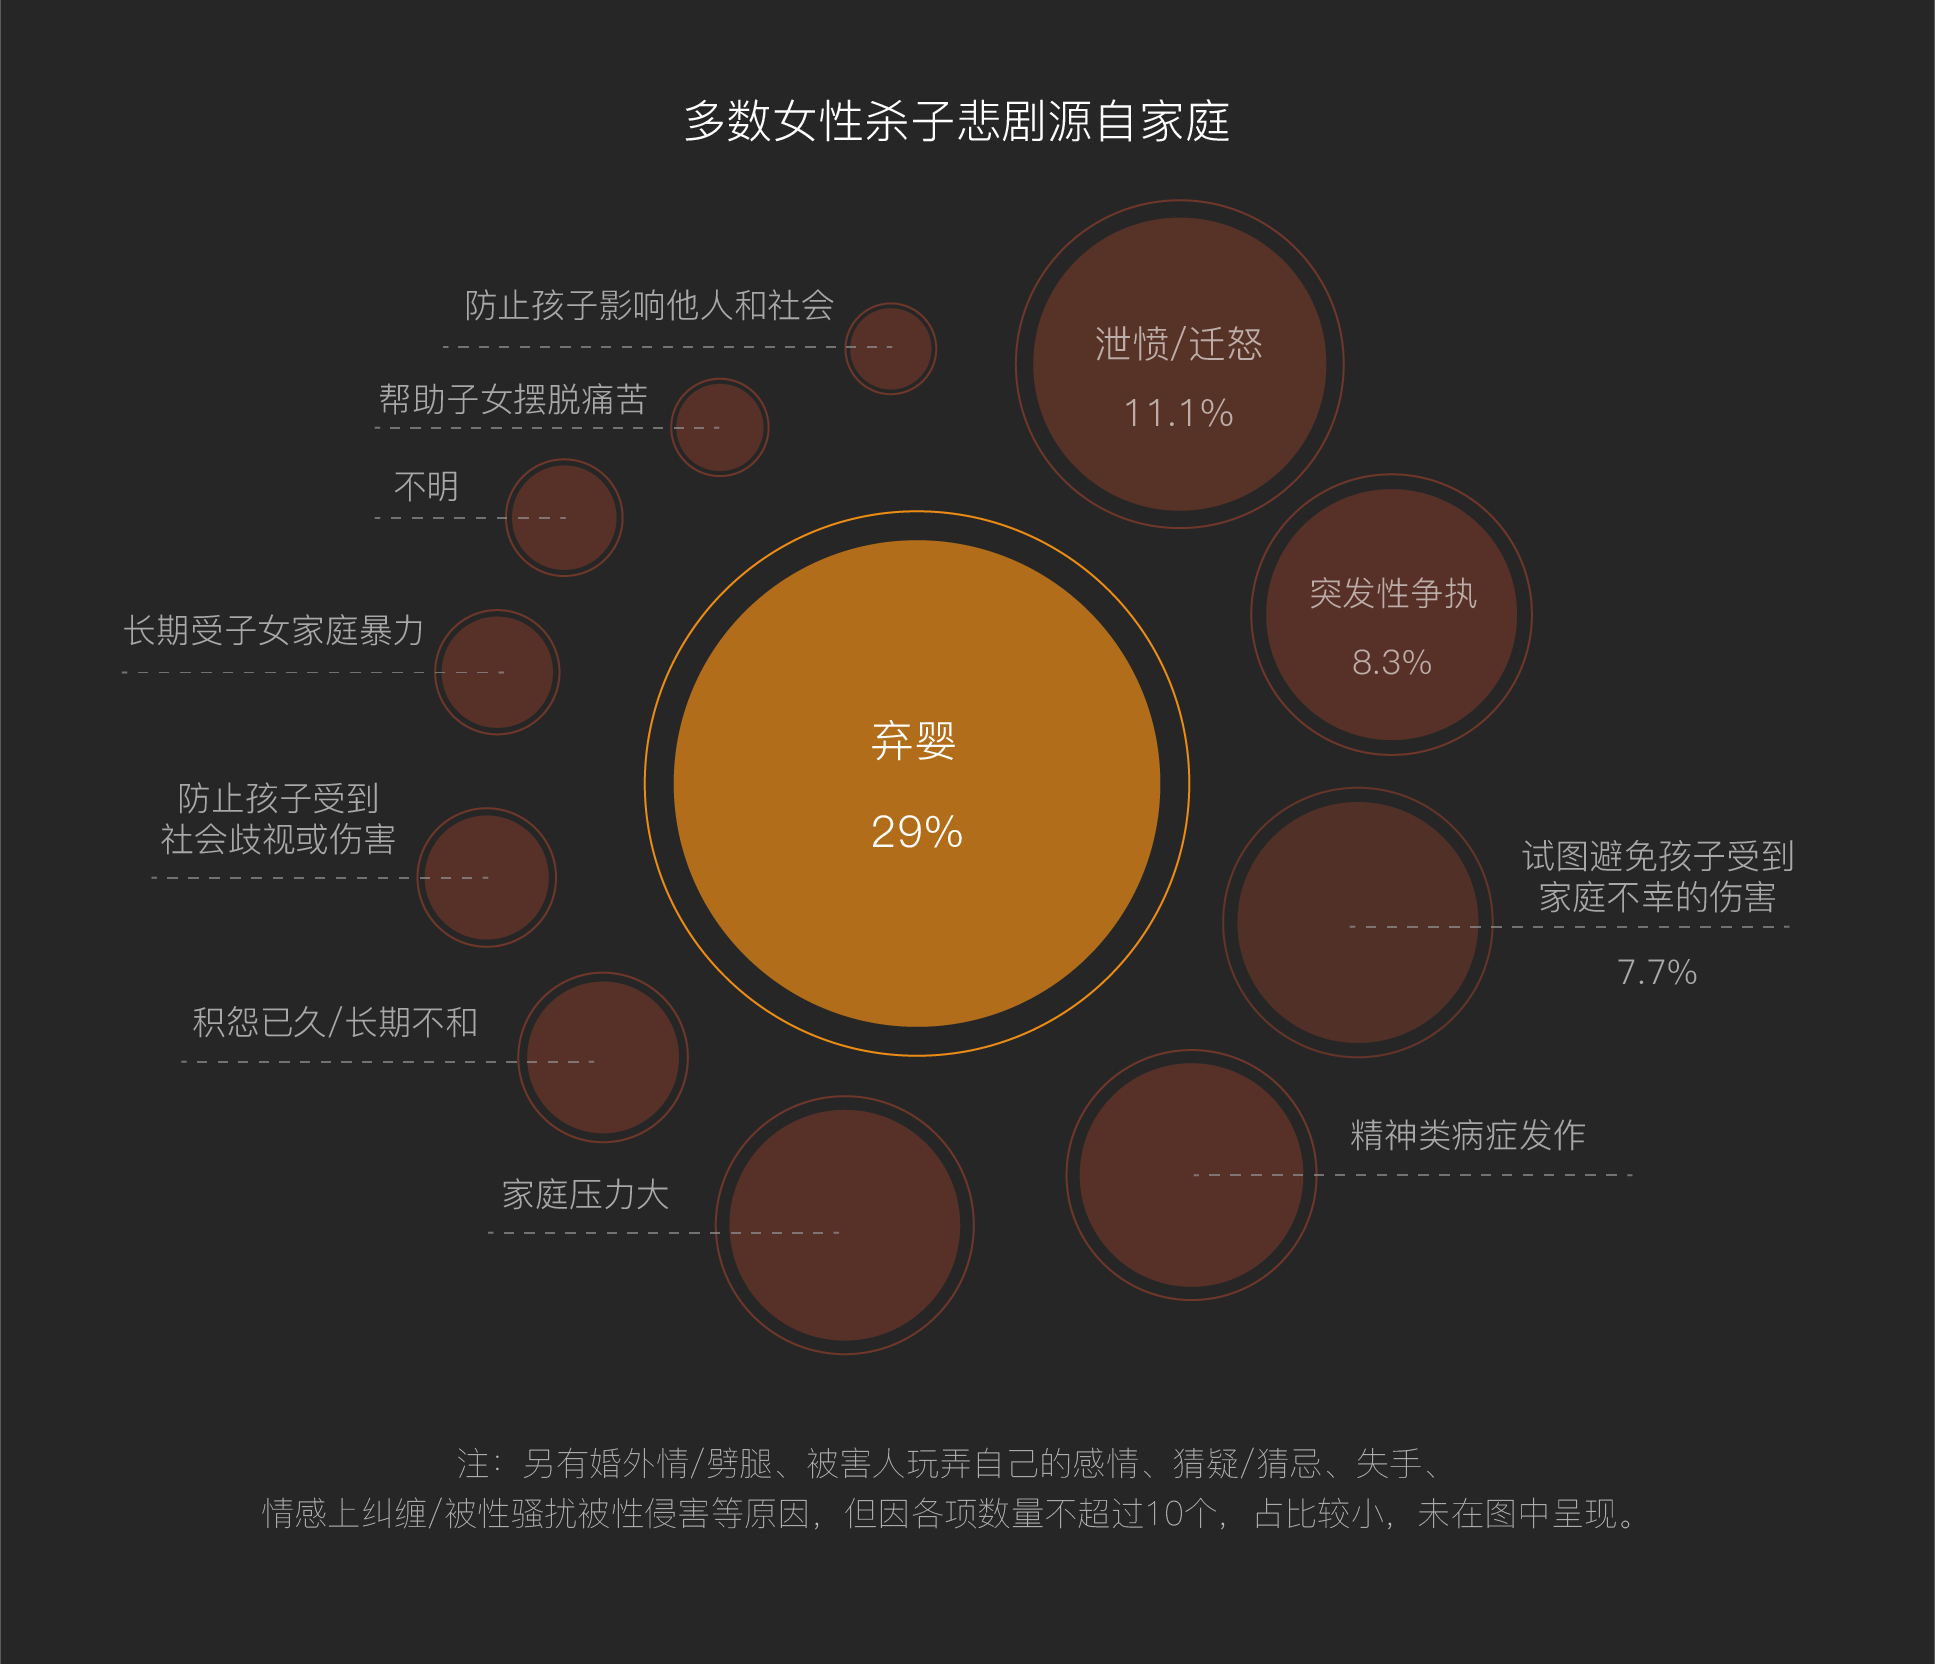 多数女性杀子悲剧源自家庭
防止孩子影响他人和社会
泄愤/迁怒
11.1%
帮助子女摆脱痛苦
不明
突发性争执
8.3%
长期受子女家庭暴力
弃婴
29%
防止孩子受到
社会歧视或伤害
试图避免孩子受到
家庭不幸的伤害
7.7%
积怨已久/长期不和
精神类病症发作
家庭压力大
注：另有婚外情/劈腿、被害人玩弄自己的感情、猜疑/猜忌、失手、
情感上纠缠/被性骚扰被性侵害等原因，但因各项数量不超过10个，占比较小，未在图中呈现。